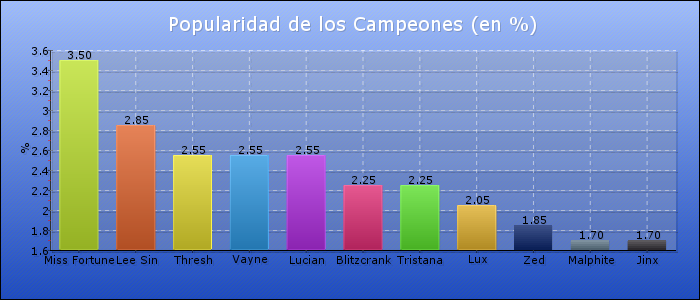 Popularidad de los Campeones (en %)
%
3.6
3.4
3.2
3
2.8
2.6
2.4
2.2
2
1.8
1.6
3.50
2.85
2.55
2.55
2.55
2.25
2.25
2.05
1.85
1.70
1.70
Miss Fortune
Lee Sin
Thresh
Vayne
Lucian
Blitzcrank
Tristana
Lux
Zed
Malphite
Jinx